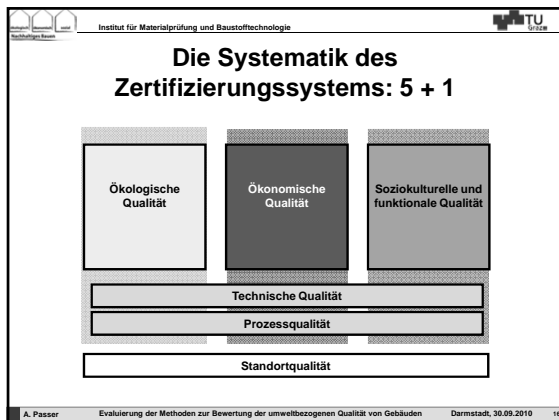 Institut für Materialprüfung und Baustofftechnologie
TU
Graz
Nachhaltiges Bauen
Die Systematik des
Zertifizierungssystems: 5 + 1
Ökologische
Qualität
Ökonomische
Qualität
Soziokulturelle und
funktionale Qualität
Technische Qualität
Prozessqualität
Standortqualität
A. Passer Evaluierung der Methoden zur Bewertung der umweltbezogenen Qualität von Gebäuden Darmstadt, 30.09.2010